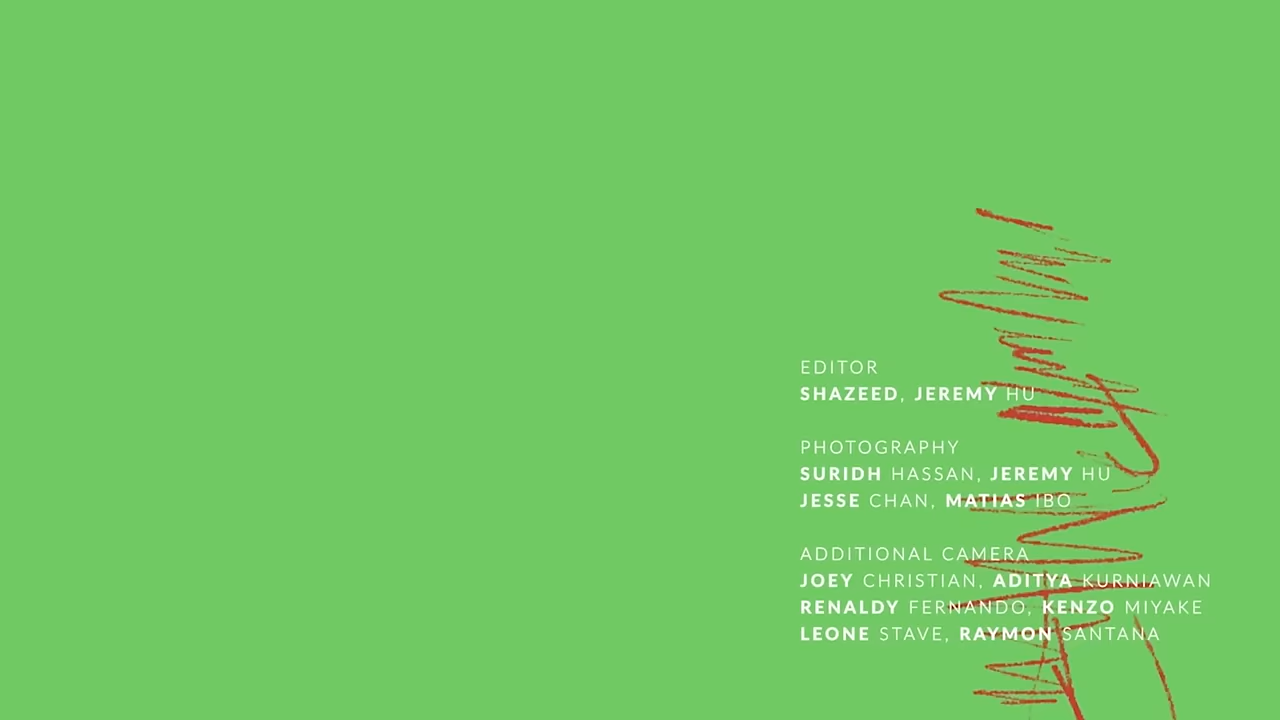 EDITOR
SHAZEED, JEREMY HU
PHOTOGRAPHY
SURIDH HASSAN, JEREMY HU
JESSE CHAN, MATIAS IBO
ADDITIONAL CAMERA
JOEY CHRISTIAN, ADITYA KURNIAWAN
RENALDY FERNANDO, KENZO MIYAKE
LEONE STAVE, RAYMON SANTANA